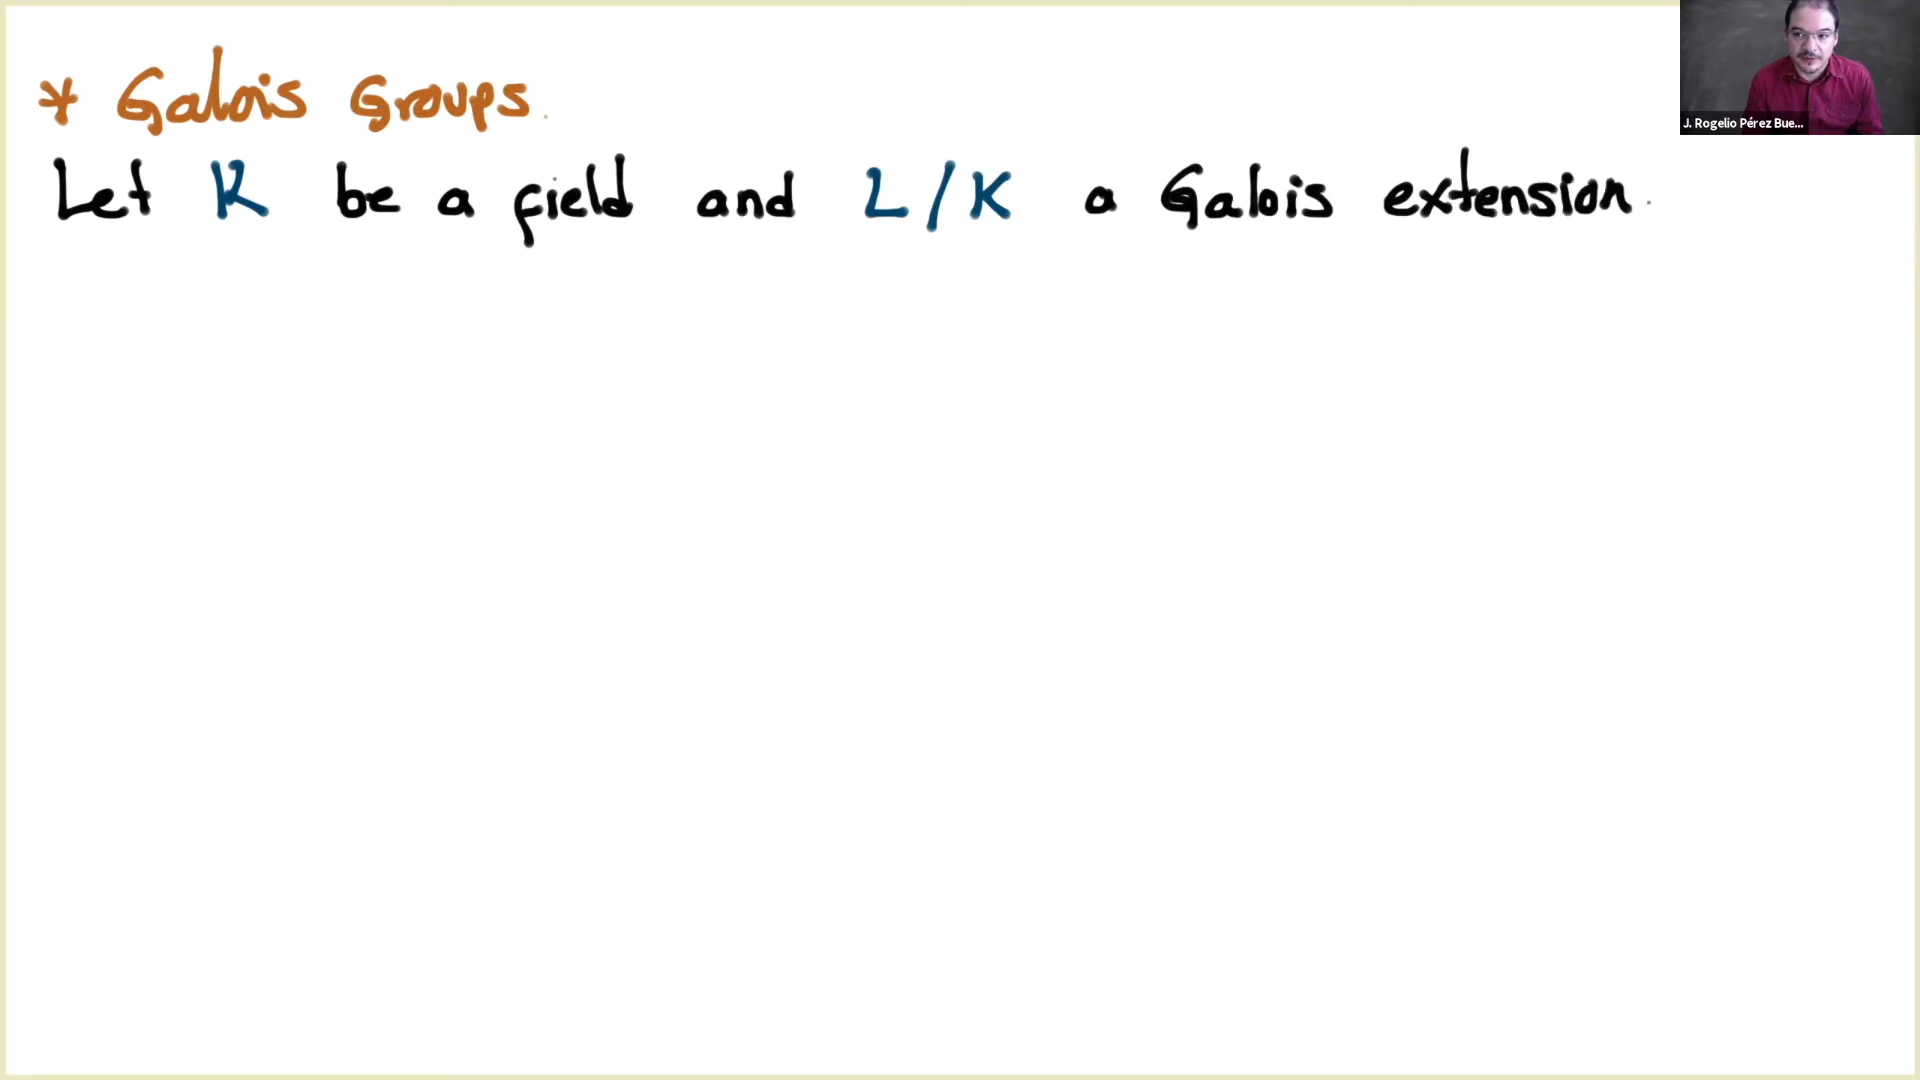 * Galois Groups.
Let K be a field and L/K a Galois extension.
J. Rogelio Pérez Bue...